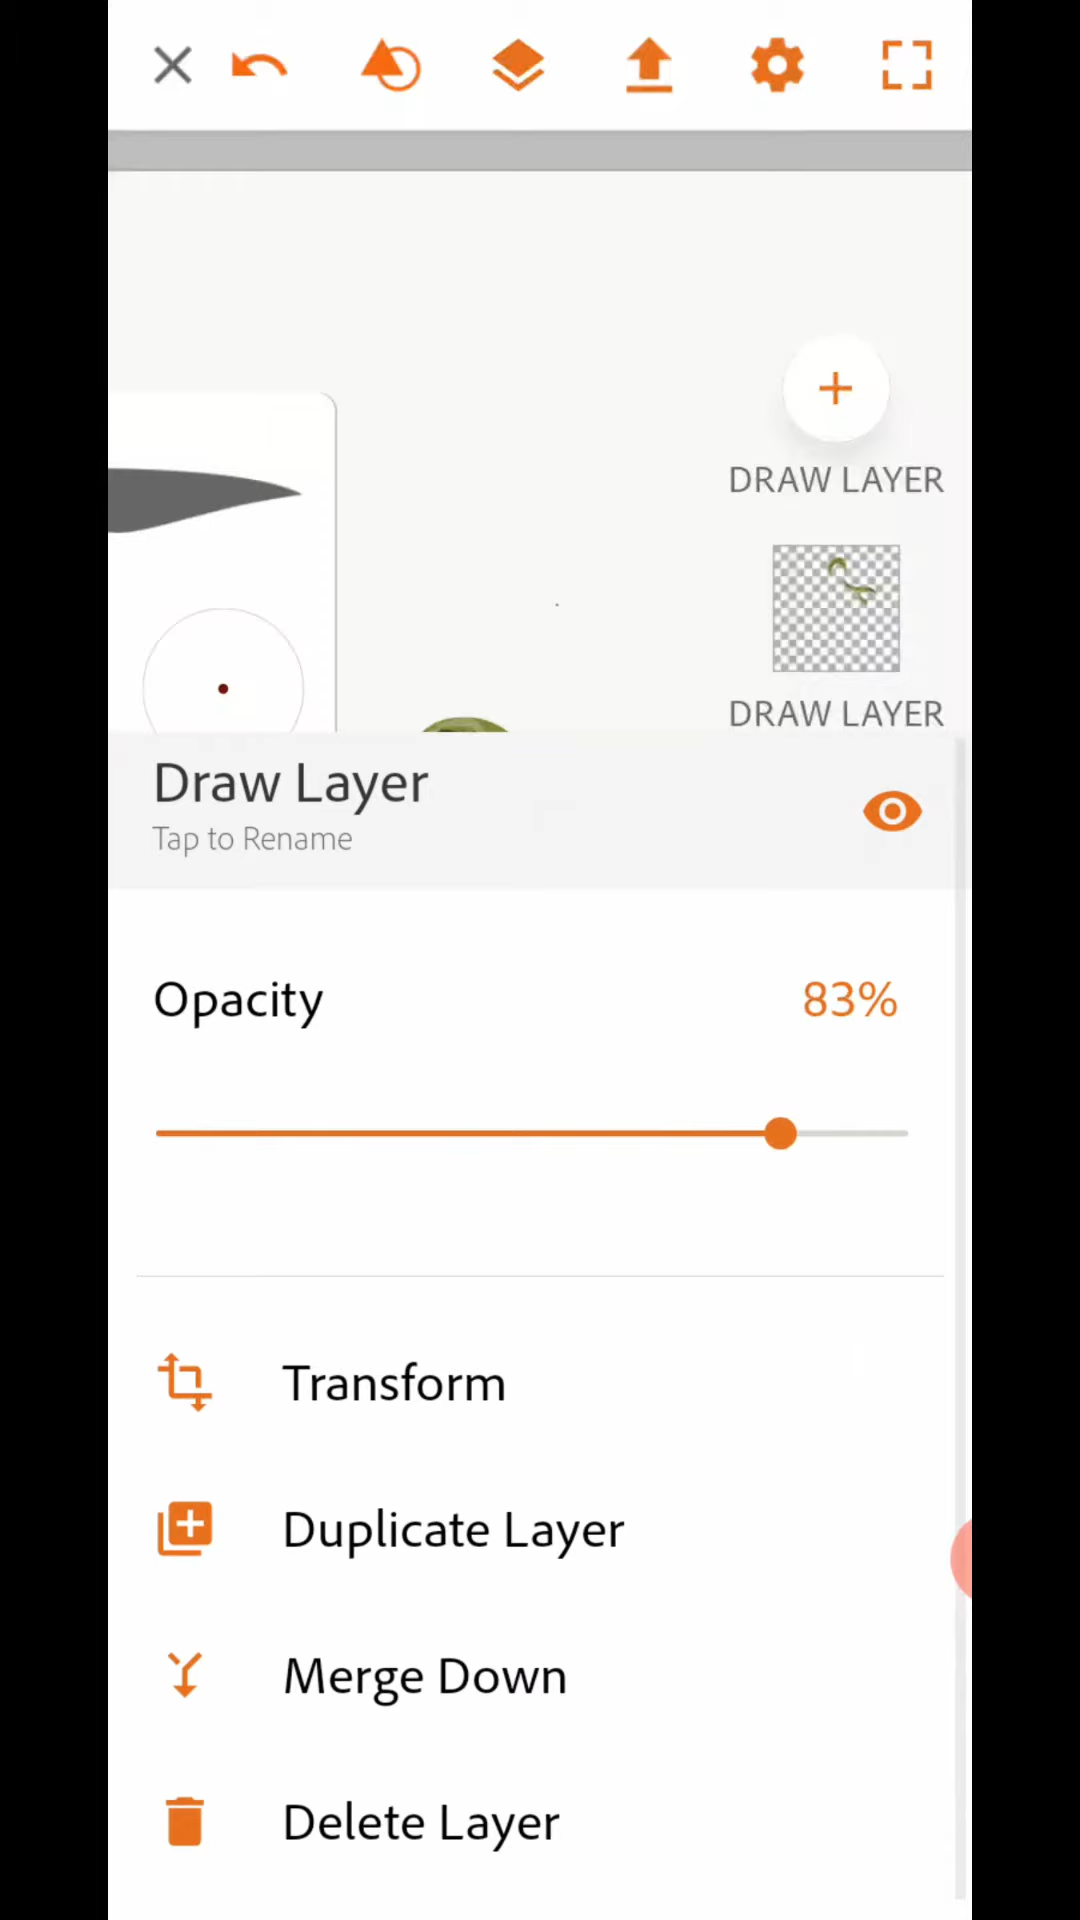 DRAW LAYER
DRAW LAYER
Draw Layer
Tap to Rename
Opacity 83%
Transform
Duplicate Layer
Merge Down
Delete Layer